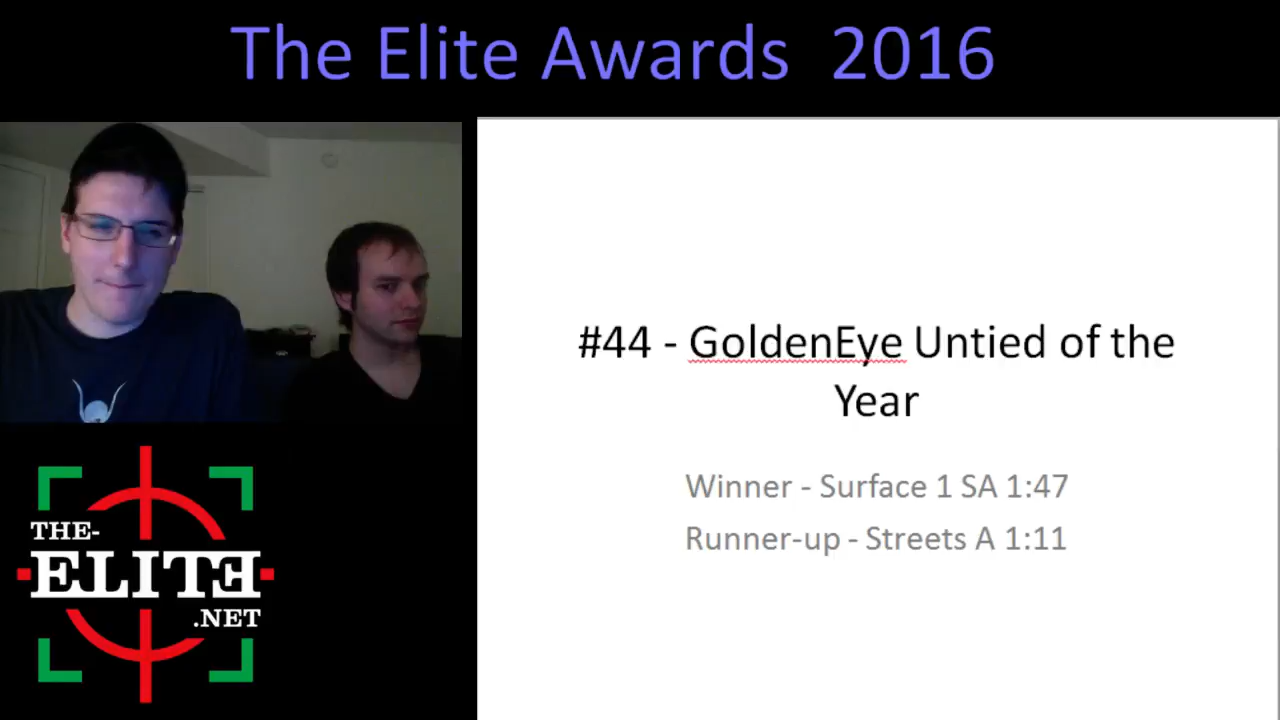 The Elite Awards  2016
#44 - GoldenEye Untied of the
Year
Winner - Surface 1 SA 1:47
Runner-up - Streets A 1:11
THE-
ELITE
.NET